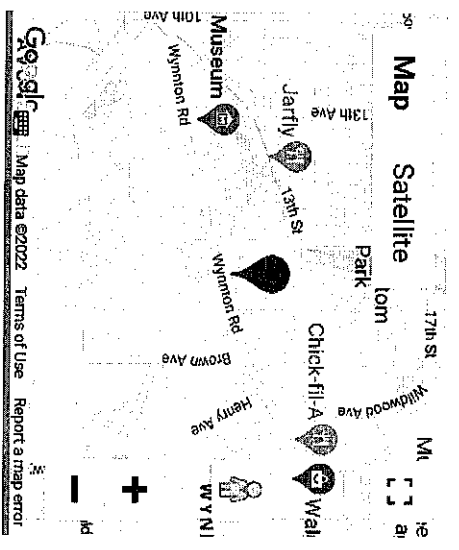 Map Satellite
17th St
tom
Park
Wildwood Ave
13th Ave
Jarfly
13th St
Chick-fil-A
Museum
Wynnton Rd
Wynnton Rd
Brown Ave
Henry Ave
10th Ave
Google
Map data ©2022 Terms of Use Report a map error